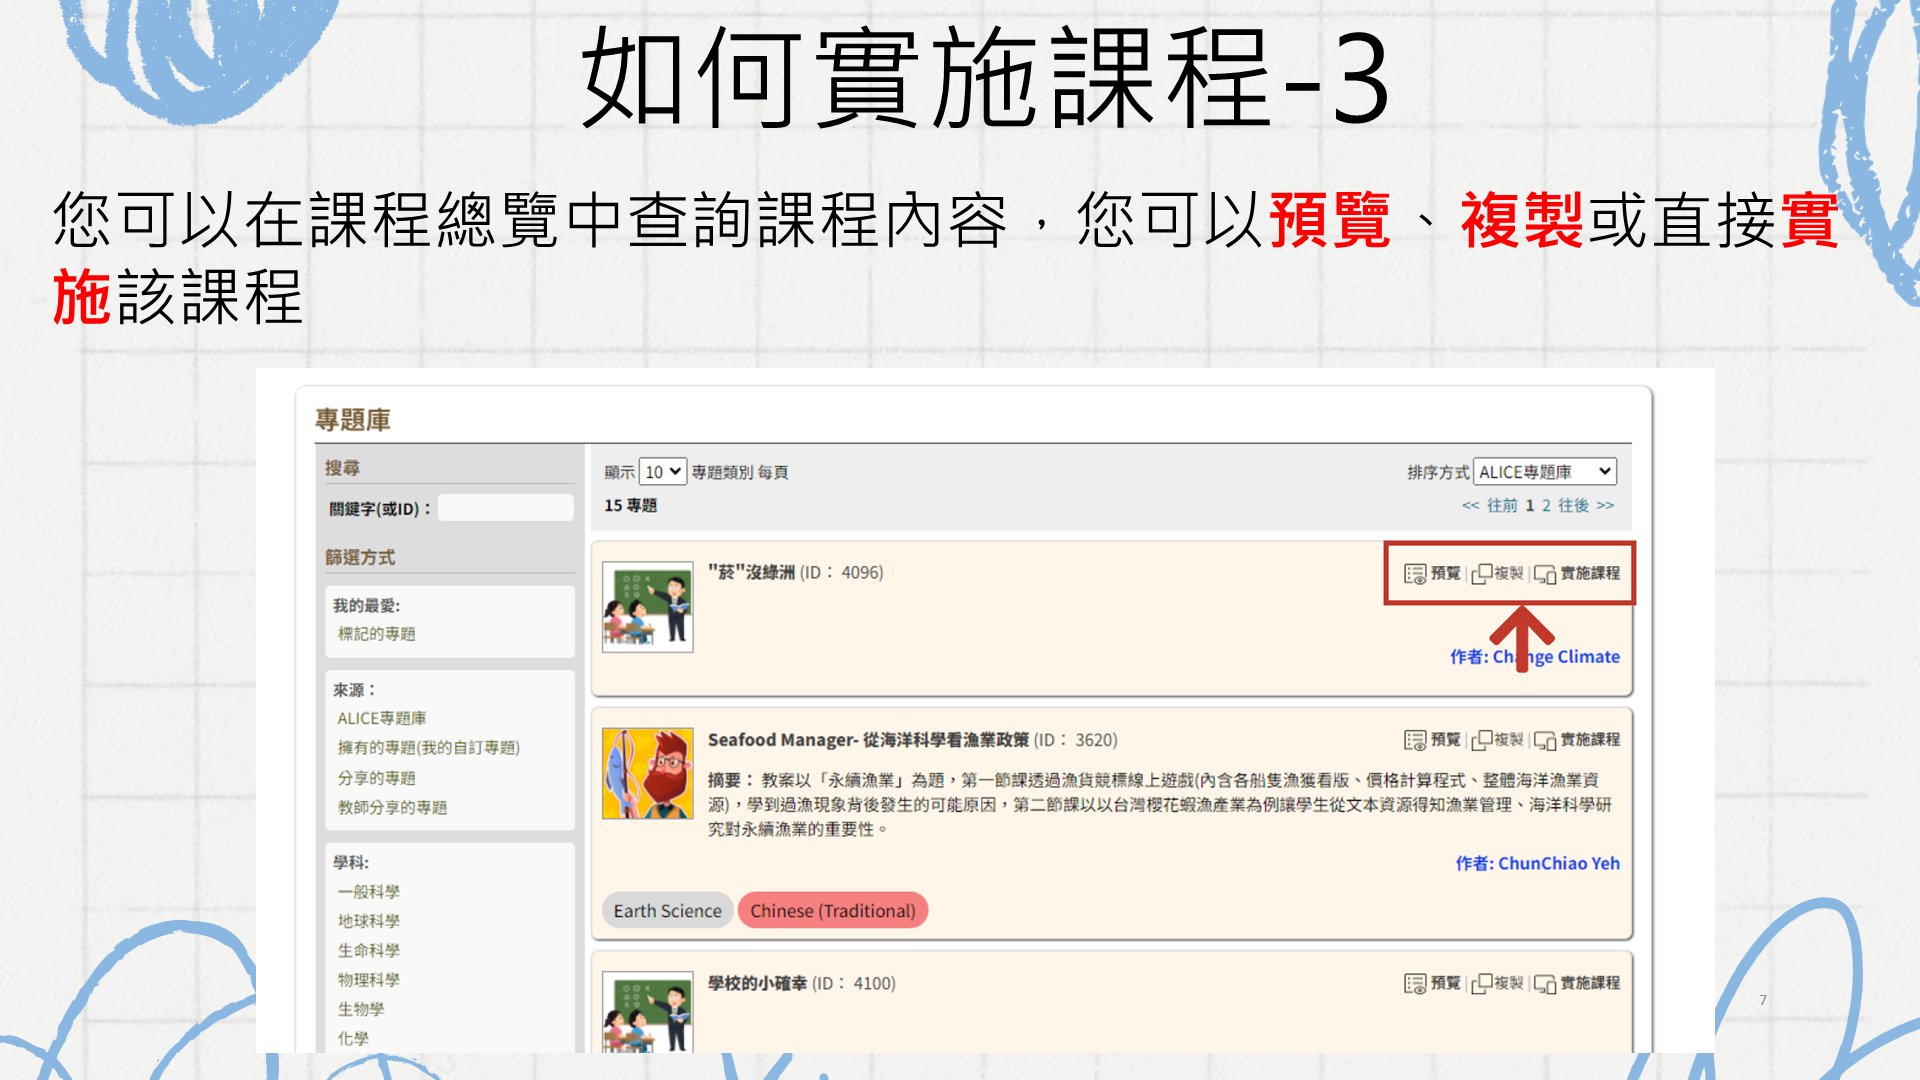 如何實施課程-3
您可以在課程總覽中查詢課程內容，您可以預覽、複製或直接實
施該課程
專題庫
搜尋
關鍵字(或ID)：
篩選方式
我的最愛:
標記的專題
來源：
ALICE專題庫
擁有的專題(我的自訂專題)
分享的專題
教師分享的專題
學科:
一般科學
地球科學
生命科學
物理科學
生物學
化學
顯示 10 專題類別 每頁
排序方式 ALICE專題庫
15 專題
<< 往前 1 2 往後 >>
"菸"沒綠洲 (ID： 4096)
預覽 | 複製 | 實施課程
作者: Change Climate
Seafood Manager- 從海洋科學看漁業政策 (ID： 3620)
預覽 | 複製 | 實施課程
摘要： 教案以「永續漁業」為題，第一節課透過漁貨競標線上遊戲(內含各船隻漁獲看版、價格計算程式、整體海洋漁業資
源)，學到過漁現象背後發生的可能原因，第二節課以以台灣櫻花蝦漁產業為例讓學生從文本資源得知漁業管理、海洋科學研
究對永續漁業的重要性。
作者: ChunChiao Yeh
Earth Science
Chinese (Traditional)
學校的小確幸 (ID： 4100)
預覽 | 複製 | 實施課程
7